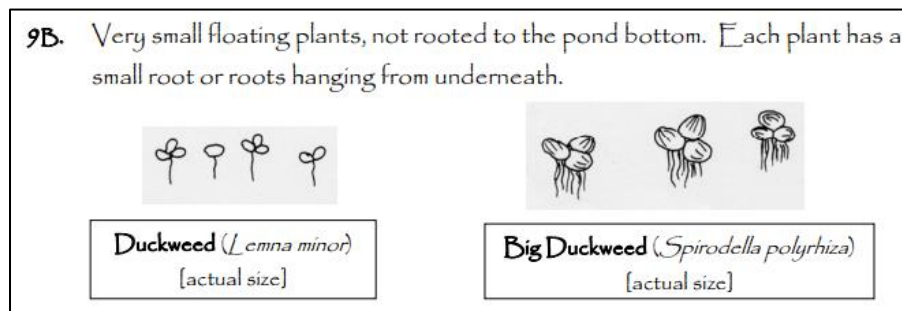 9B. Very small floating plants, not rooted to the pond bottom. Each plant has a
small root or roots hanging from underneath.
Duckweed (Lemna minor)
[actual size]
Big Duckweed (Spirodella polyrhiza)
[actual size]